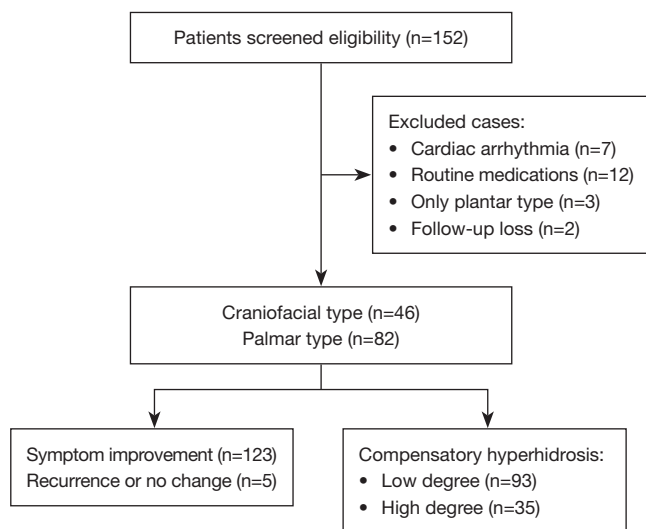 Patients screened eligibility (n=152)
Excluded cases:
• Cardiac arrhythmia (n=7)
• Routine medications (n=12)
• Only plantar type (n=3)
• Follow-up loss (n=2)
Craniofacial type (n=46)
Palmar type (n=82)
Symptom improvement (n=123)
Recurrence or no change (n=5)
Compensatory hyperhidrosis:
• Low degree (n=93)
• High degree (n=35)